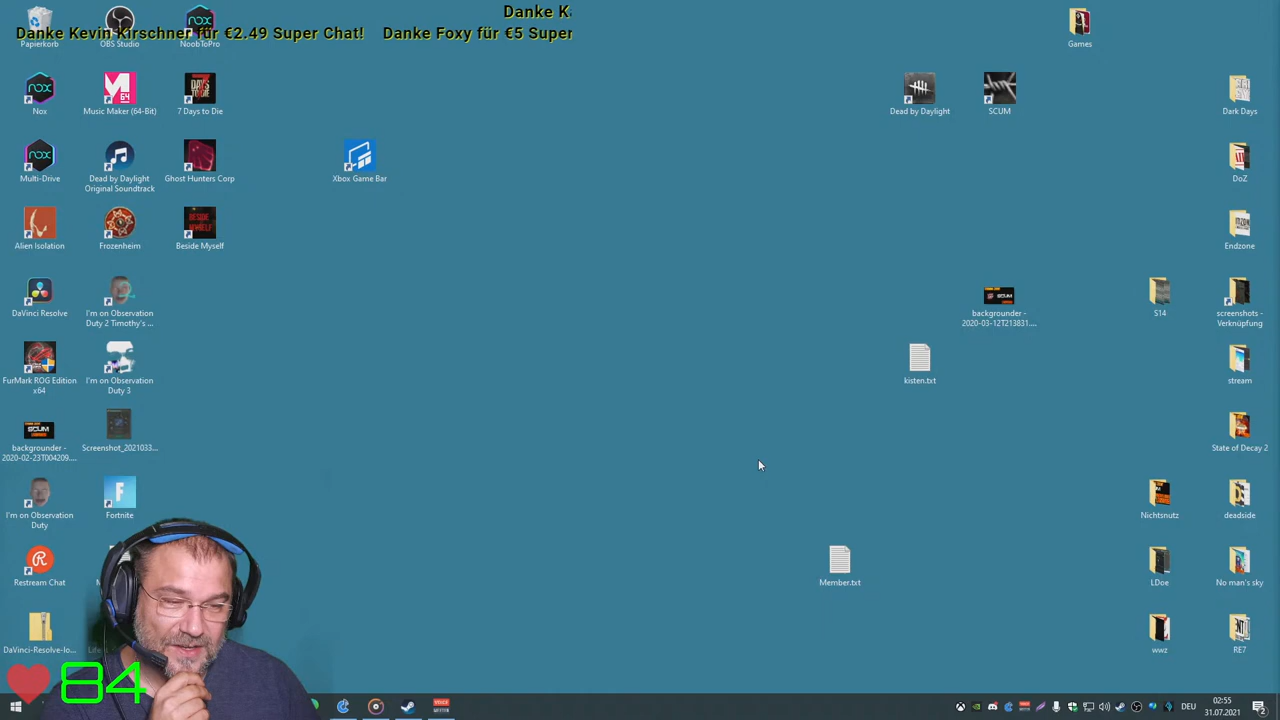 Danke K
Danke Kevin Kirschner für €2.49 Super Chat! Danke Foxy für €5 Super
Papierkorb
OBS Studio
NoobToPro
Games
Nox
Music Maker (64-Bit)
7 Days to Die
Dead by Daylight
SCUM
Dark Days
Multi-Drive
Dead by Daylight
Original Soundtrack
Ghost Hunters Corp
Xbox Game Bar
DoZ
Alien Isolation
Frozenheim
Beside Myself
Endzone
DaVinci Resolve
I'm on Observation
Duty 2 Timothy's ...
backgrounder -
2020-03-12T213831....
S14
screenshots -
Verknüpfung
FurMark ROG Edition
x64
I'm on Observation
Duty 3
kisten.txt
stream
backgrounder -
2020-02-23T004209....
Screenshot_2021033...
State of Decay 2
I'm on Observation
Duty
Fortnite
Nichtsnutz
deadside
Restream Chat
Member.txt
LDoe
No man's sky
DaVinci-Resolve-lo...
wwz
RE7
84
DEU
02:55
31.07.2021